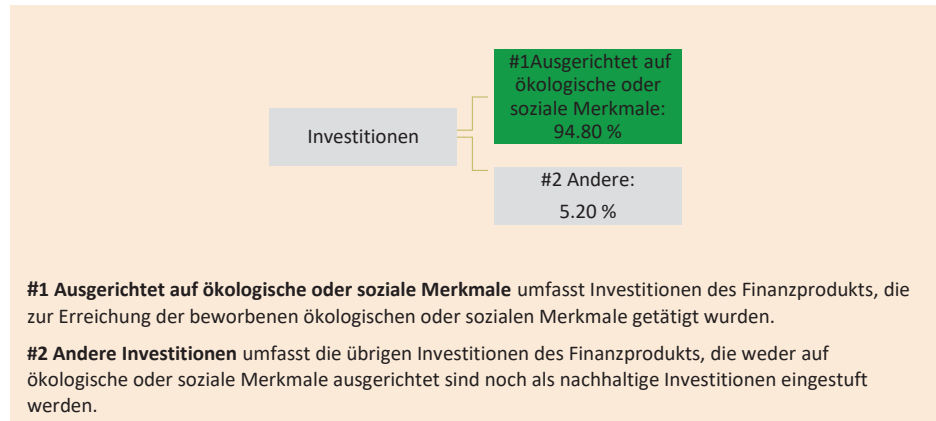 #1Ausgerichtet auf
ökologische oder
soziale Merkmale:
94.80 %
Investitionen
#2 Andere:
5.20 %
#1 Ausgerichtet auf ökologische oder soziale Merkmale umfasst Investitionen des Finanzprodukts, die
zur Erreichung der beworbenen ökologischen oder sozialen Merkmale getätigt wurden.
#2 Andere Investitionen umfasst die übrigen Investitionen des Finanzprodukts, die weder auf
ökologische oder soziale Merkmale ausgerichtet sind noch als nachhaltige Investitionen eingestuft
werden.